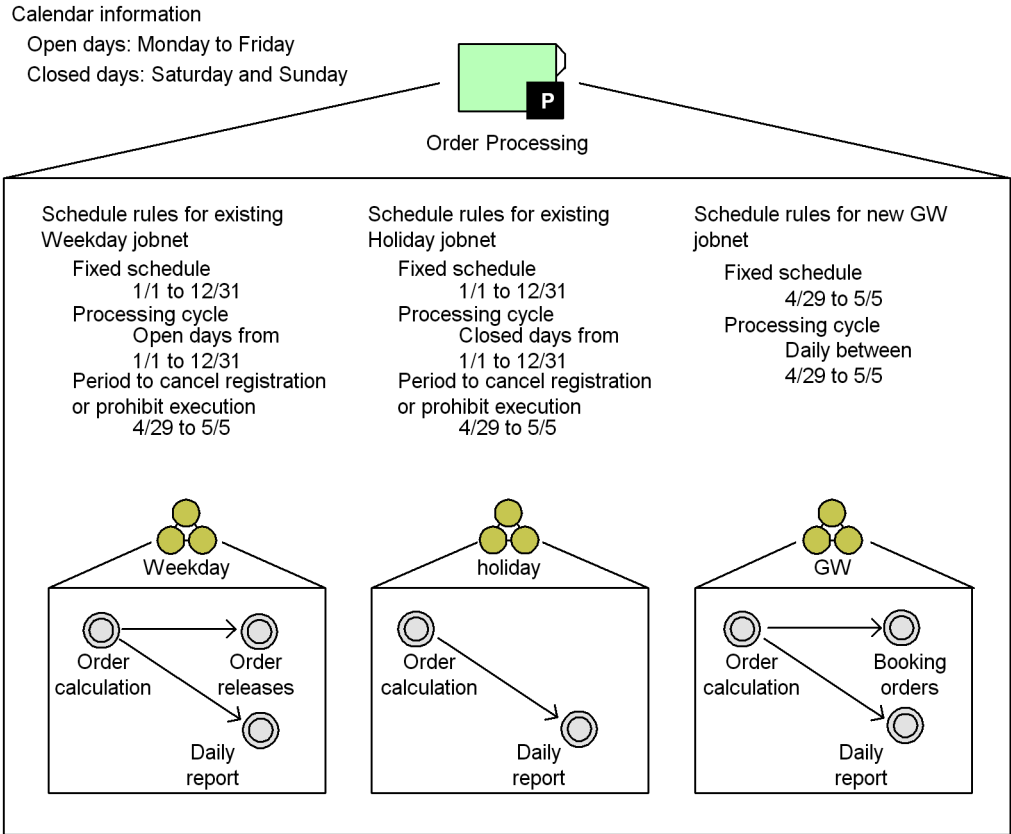 Calendar information
Open days: Monday to Friday
Closed days: Saturday and Sunday
P
Order Processing
Schedule rules for existing
Weekday jobnet
Fixed schedule
1/1 to 12/31
Processing cycle
Open days from
1/1 to 12/31
Period to cancel registration
or prohibit execution
4/29 to 5/5
Schedule rules for existing
Holiday jobnet
Fixed schedule
1/1 to 12/31
Processing cycle
Closed days from
1/1 to 12/31
Period to cancel registration
or prohibit execution
4/29 to 5/5
Schedule rules for new GW
jobnet
Fixed schedule
4/29 to 5/5
Processing cycle
Daily between
4/29 to 5/5
Weekday
Order
calculation
Order
releases
Daily
report
holiday
Order
calculation
Daily
report
GW
Order
calculation
Booking
orders
Daily
report